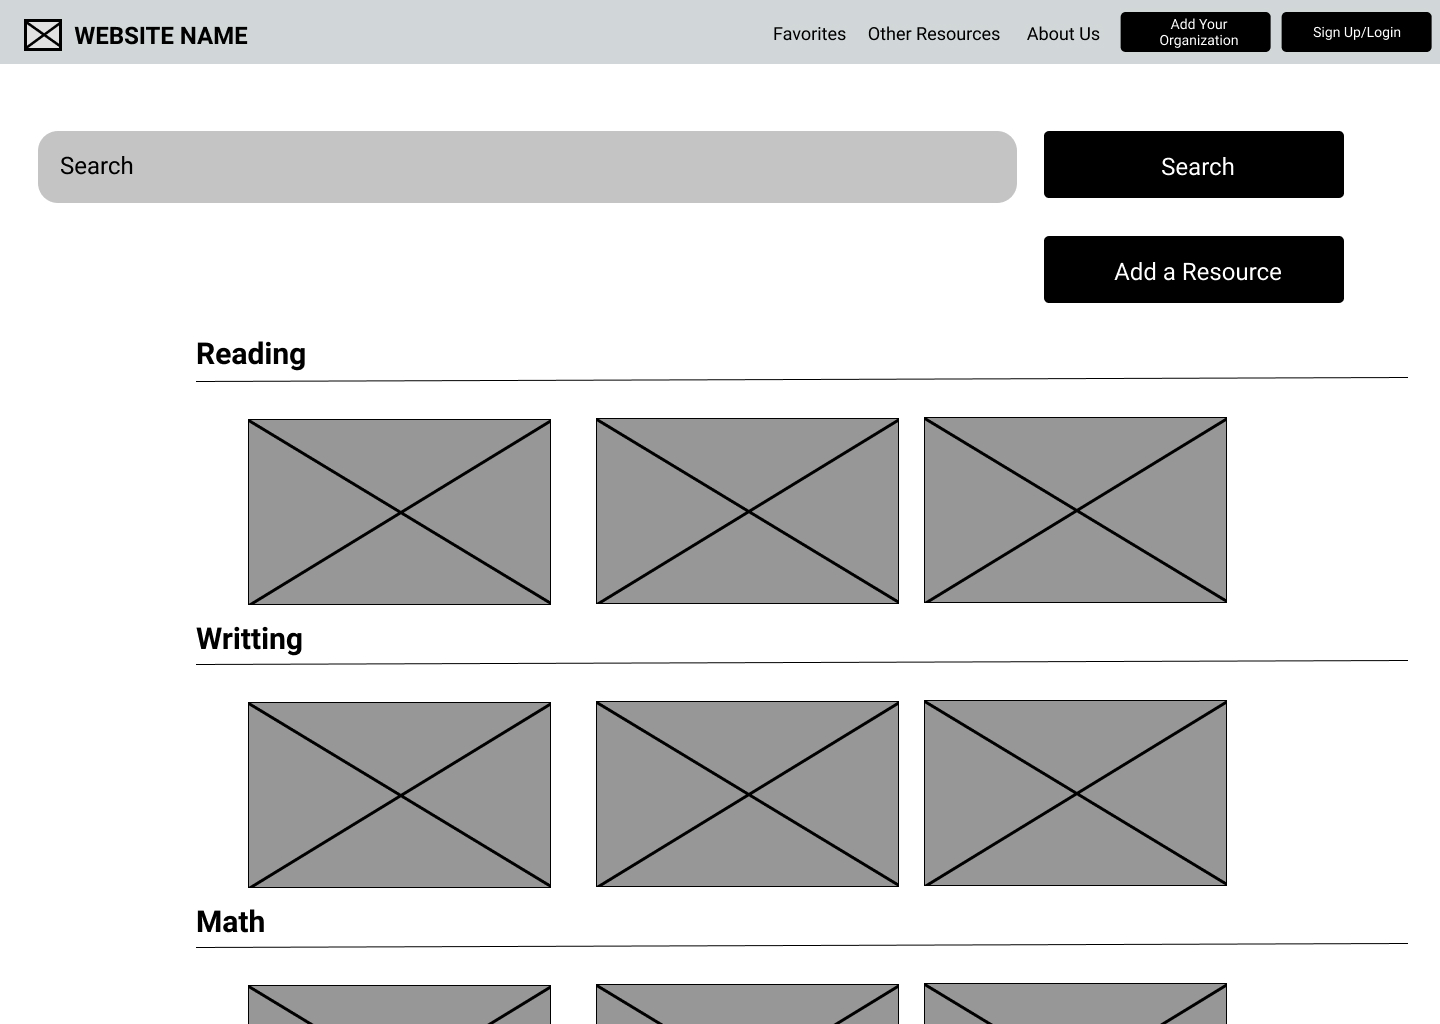 WEBSITE NAME
Favorites
Other Resources
About Us
Add Your
Organization
Sign Up/Login
Search
Search
Add a Resource
Reading
Writting
Math